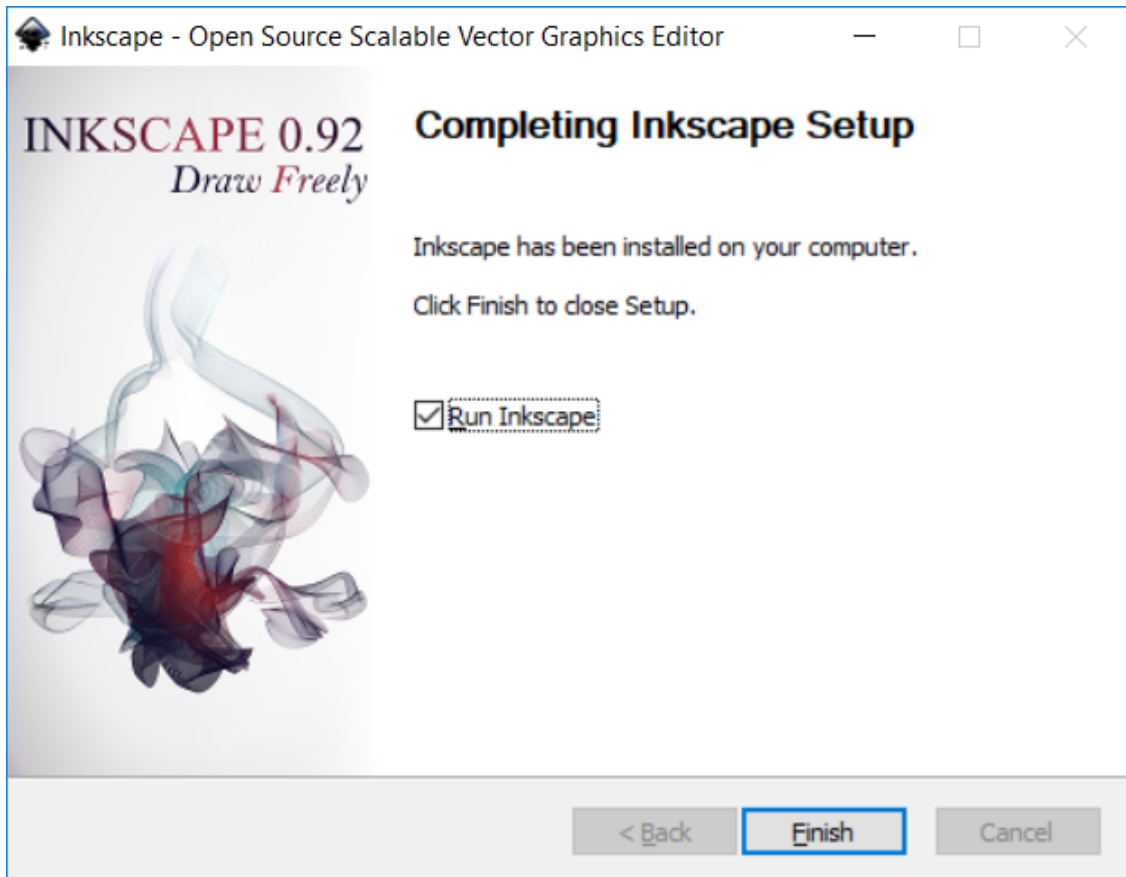 Inkscape - Open Source Scalable Vector Graphics Editor
INKSCAPE 0.92
Draw Freely
Completing Inkscape Setup
Inkscape has been installed on your computer.
Click Finish to close Setup.
Run Inkscape
< Back
Finish
Cancel